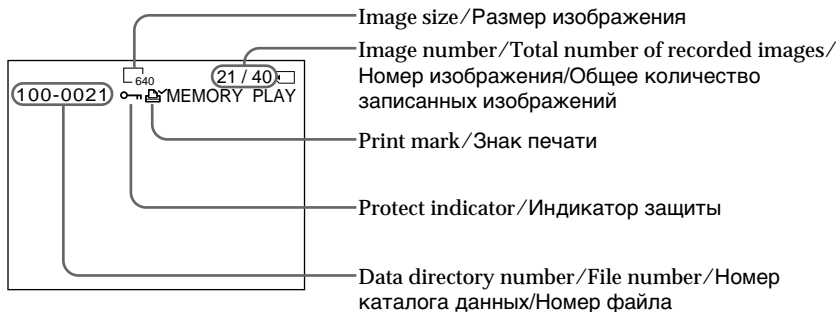 Image size/Размер изображения
Image number/Total number of recorded images/
Номер изображения/Общее количество
записанных изображений
640
21 / 40
100-0021
MEMORY PLAY
Print mark/Знак печати
Protect indicator/Индикатор защиты
Data directory number/File number/Номер
каталога данных/Номер файла